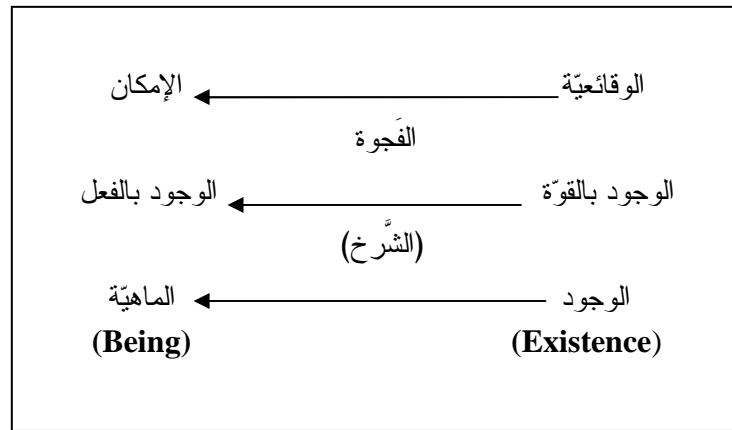 الوقائعيّة الإمكان
الفَجوة
الوجود بالقوّة الوجود بالفعل
(الشَّرخ)
الوجود الماهيّة
(Existence) (Being)